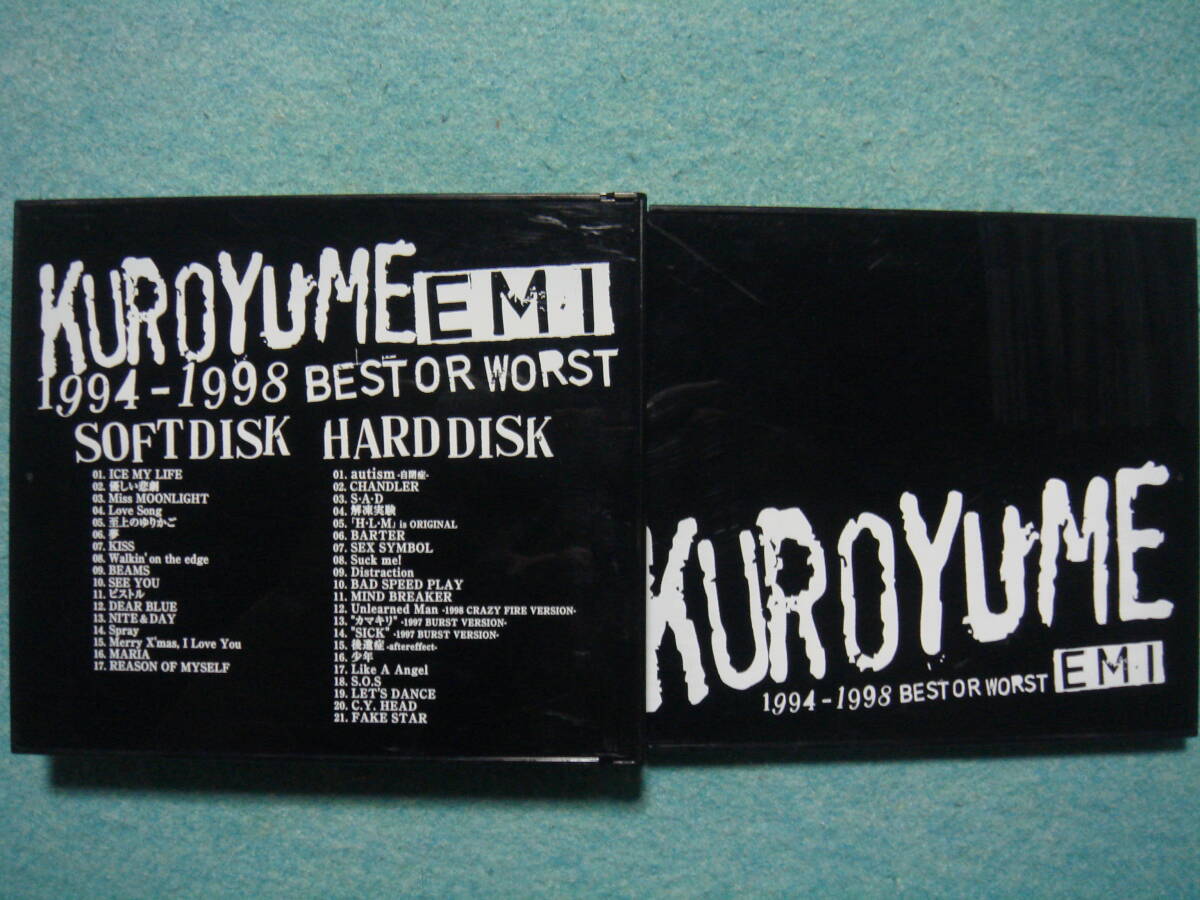 KUROYUME EMI
1994-1998 BEST OR WORST
SOFT DISK
01. ICE MY LIFE
02. 優しい悲劇
03. Miss MOONLIGHT
04. Love Song
05. 至上のゆりかご
06. 夢
07. KISS
08. Walkin' on the edge
09. BEAMS
10. SEE YOU
11. ピストル
12. DEAR BLUE
13. NITE&DAY
14. Spray
15. Merry X'mas, I Love You
16. MARIA
17. REASON OF MYSELF
HARD DISK
01. autism -自閉症-
02. CHANDLER
03. S・A・D
04. 解凍実験
05. 「H・L・M」 is ORIGINAL
06. BARTER
07. SEX SYMBOL
08. Suck me!
09. Distraction
10. BAD SPEED PLAY
11. MIND BREAKER
12. Unlearned Man -1998 CRAZY FIRE VERSION-
13. "カマキリ" -1997 BURST VERSION-
14. "SICK" -1997 BURST VERSION-
15. 後遺症 -aftereffect-
16. 少年
17. Like A Angel
18. S.O.S
19. LET'S DANCE
20. C.Y. HEAD
21. FAKE STAR
KUROYUME
1994-1998 BEST OR WORST EMI